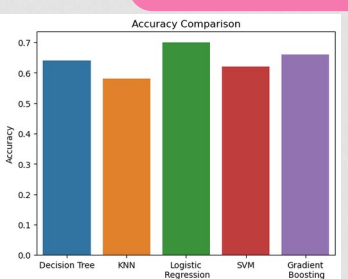 Accuracy Comparison
0.7
0.6
0.5
0.4
0.3
0.2
0.1
0.0
Accuracy
Decision Tree
KNN
Logistic
Regression
SVM
Gradient
Boosting